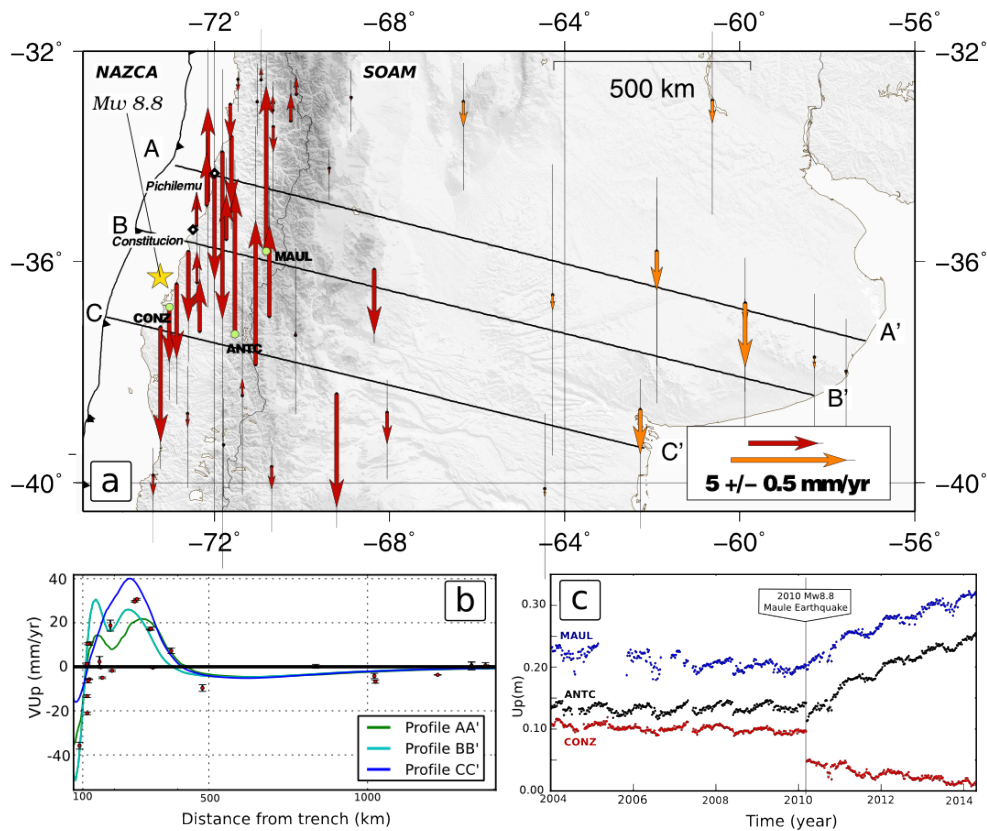 −72° −68° −64° −60° −56°
−32° −32°
NAZCA SOAM
Mw 8.8
500 km
A
Pichilemu
B
Constitucion
MAUL
−36° −36°
C
CONZ
ANTC
A'
B'
C'
5 +/− 0.5 mm/yr
a
−40° −40°
−72° −68° −64° −60° −56°
b
VUp (mm/yr)
40
20
0
−20
−40
Profile AA'
Profile BB'
Profile CC'
100 500 1000
Distance from trench (km)
c
2010 Mw8.8
Maule Earthquake
Up(m)
0.30
0.20
0.10
0.00
MAUL
ANTC
CONZ
2004 2006 2008 2010 2012 2014
Time (year)